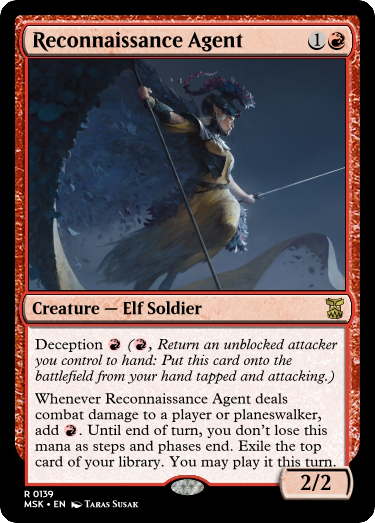 Reconnaissance Agent 1
Creature — Elf Soldier
Deception (, Return an unblocked attacker
you control to hand: Put this card onto the
battlefield from your hand tapped and attacking.)
Whenever Reconnaissance Agent deals
combat damage to a player or planeswalker,
add . Until end of turn, you don't lose this
mana as steps and phases end. Exile the top
card of your library. You may play it this turn.
2/2
R 0139
MSK • EN Taras Susak